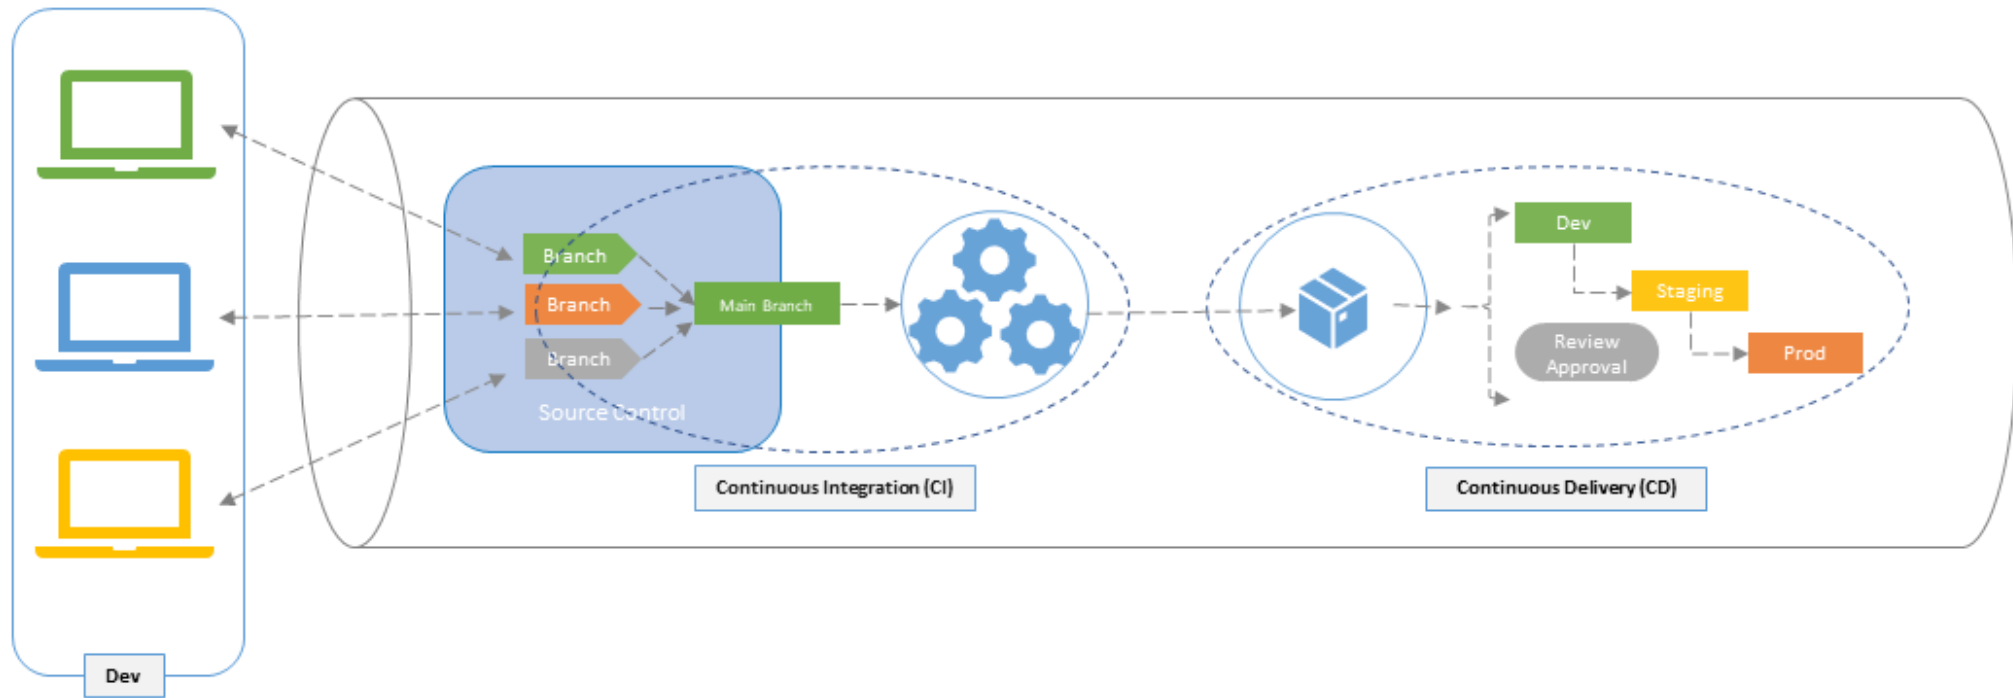 Dev
Branch
Branch
Branch
Source Control
Main Branch
Continuous Integration (CI)
Dev
Staging
Review
Approval
Prod
Continuous Delivery (CD)